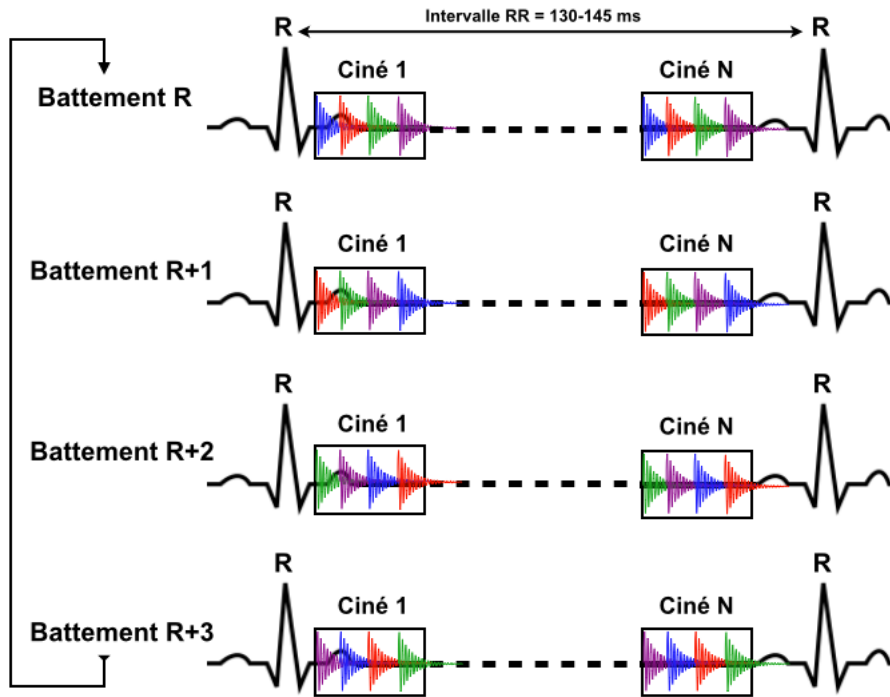 Intervalle RR = 130-145 ms
R R
Ciné 1 Ciné N
Battement R
R R
Ciné 1 Ciné N
Battement R+1
R R
Ciné 1 Ciné N
Battement R+2
R R
Ciné 1 Ciné N
Battement R+3